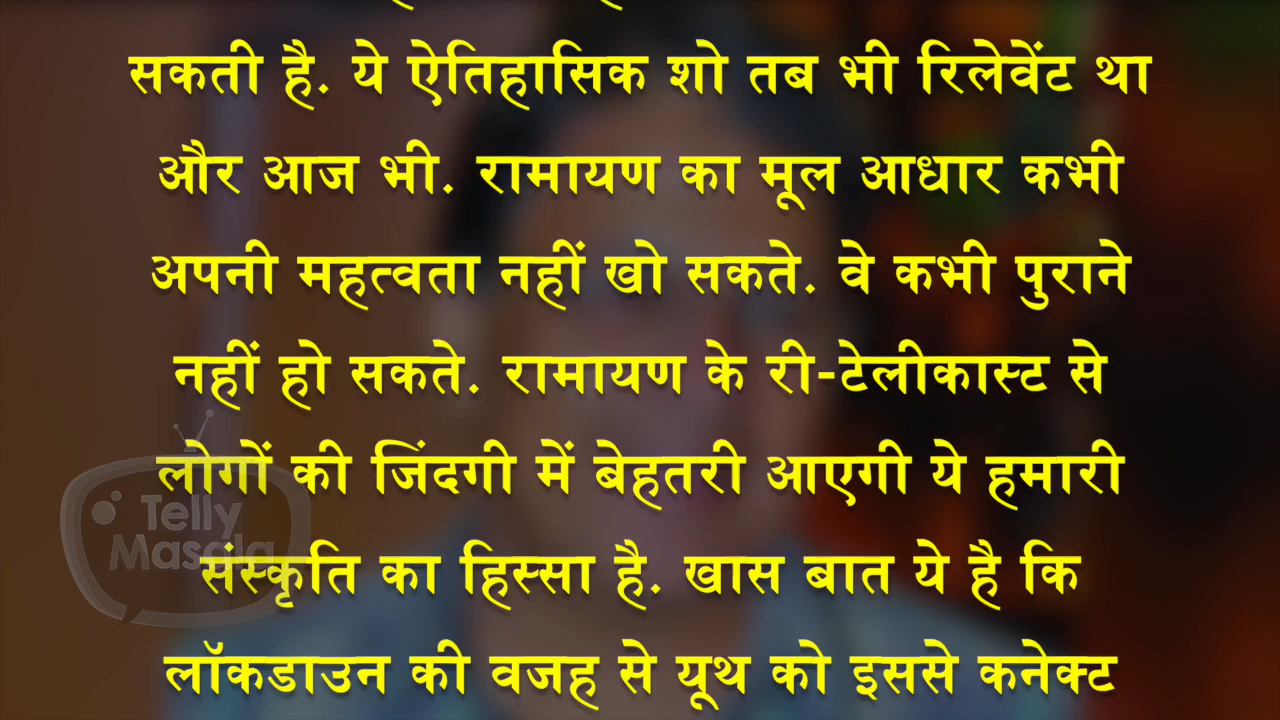 सकती है. ये ऐतिहासिक शो तब भी रिलेवेंट था
और आज भी. रामायण का मूल आधार कभी
अपनी महत्वता नहीं खो सकते. वे कभी पुराने
नहीं हो सकते. रामायण के री-टेलीकास्ट से
लोगों की जिंदगी में बेहतरी आएगी ये हमारी
Telly
Masala
संस्कृति का हिस्सा है. खास बात ये है कि
लॉकडाउन की वजह से यूथ को इससे कनेक्ट